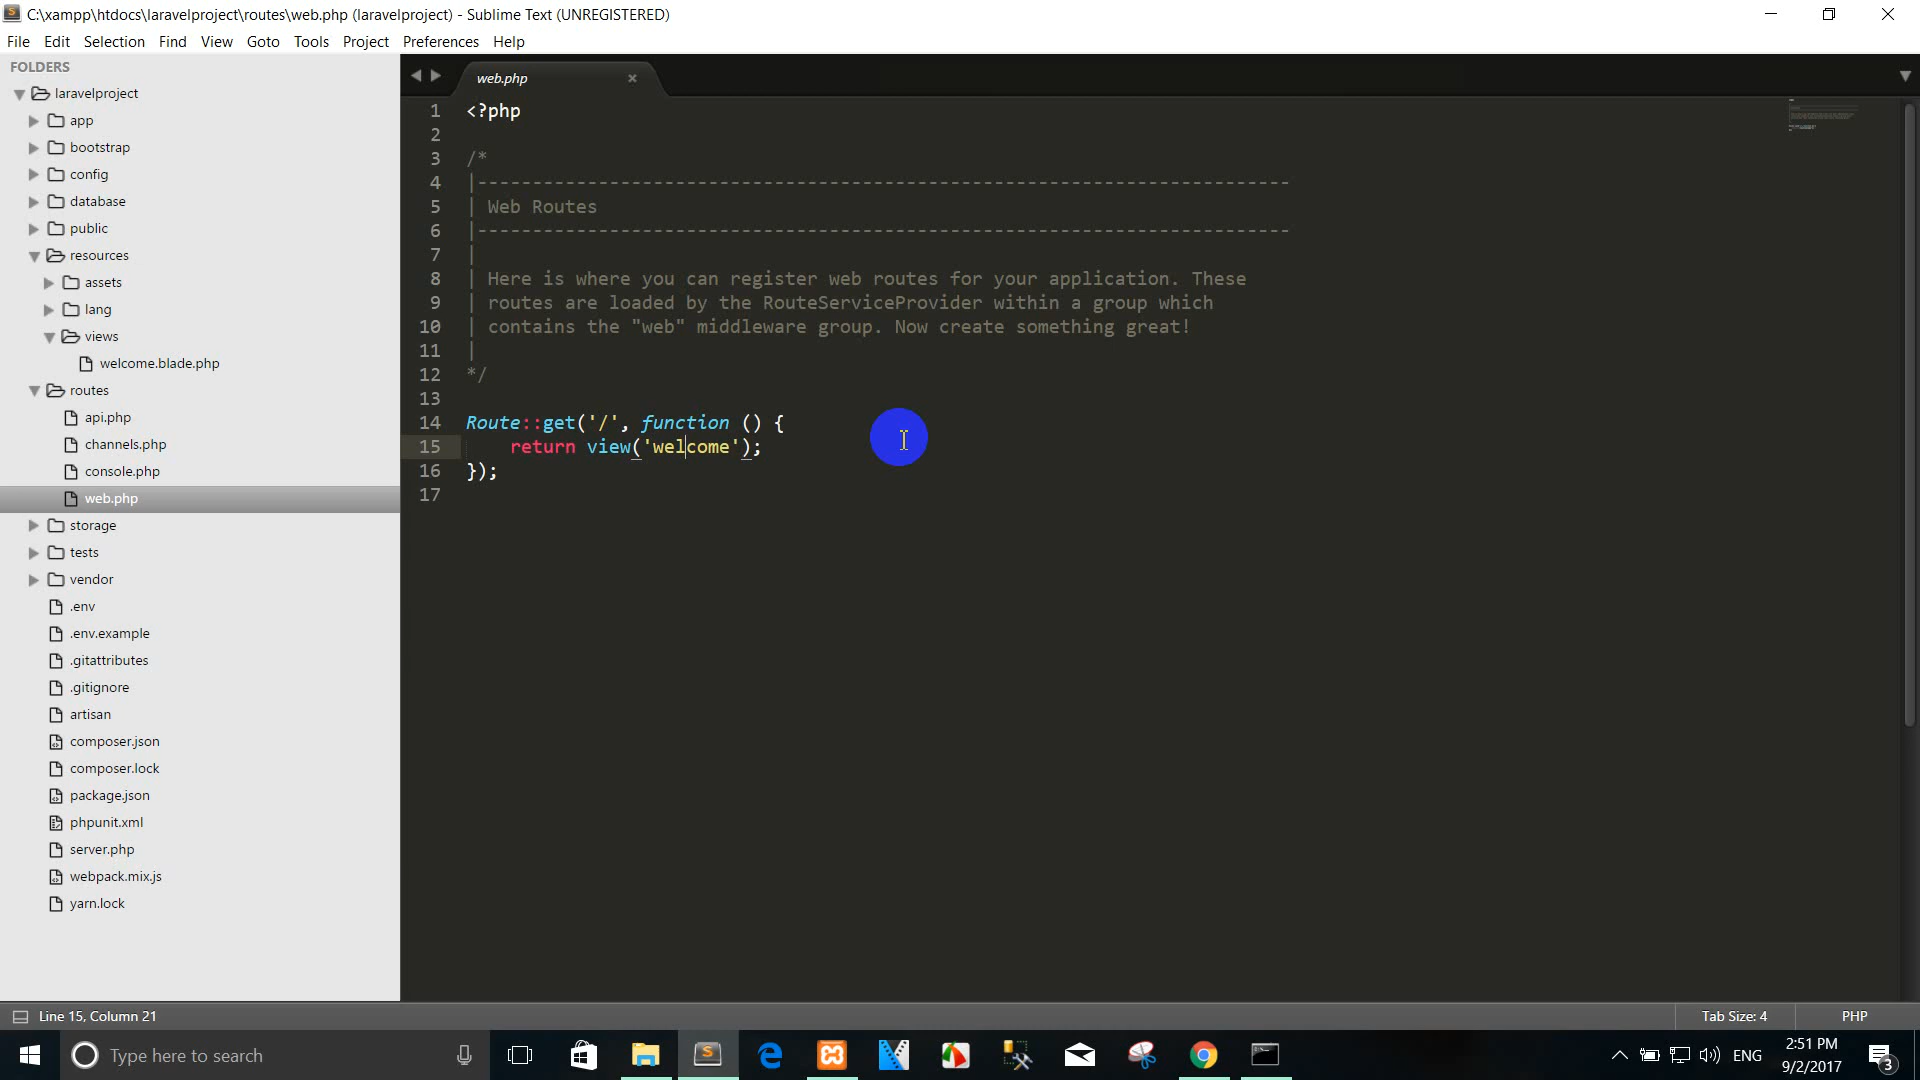 C:\xampp\htdocs\laravelproject\routes\web.php (laravelproject) - Sublime Text (UNREGISTERED)
File Edit Selection Find View Goto Tools Project Preferences Help
FOLDERS
laravelproject
app
bootstrap
config
database
public
resources
assets
lang
views
welcome.blade.php
routes
api.php
channels.php
console.php
web.php
storage
tests
vendor
.env
.env.example
.gitattributes
.gitignore
artisan
composer.json
composer.lock
package.json
phpunit.xml
server.php
webpack.mix.js
yarn.lock
web.php
1 <?php
2
3 /*
4 |--------------------------------------------------------------------------
5 | Web Routes
6 |--------------------------------------------------------------------------
7 |
8 | Here is where you can register web routes for your application. These
9 | routes are loaded by the RouteServiceProvider within a group which
10 | contains the "web" middleware group. Now create something great!
11 |
12 */
13
14 Route::get('/', function () {
15     return view('welcome');
16 });
17
Line 15, Column 21 Tab Size: 4 PHP
Type here to search ENG 2:51 PM
9/2/2017 3